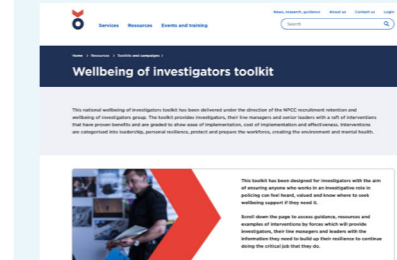 News, research, guidance About us Contact us Login
Services Resources Events and training
Search
Home > Resources > Toolkits and campaigns >
Wellbeing of investigators toolkit
This national wellbeing of investigators toolkit has been delivered under the direction of the NPCC recruitment retention and
wellbeing of investigators group. The toolkit provides investigators, their line managers and senior leaders with a raft of interventions
that have proven benefits and are graded to show ease of implementation, cost of implementation and effectiveness. Interventions
are categorised into leadership, personal resilience, protect and prepare the workforce, creating the environment and mental health.
This toolkit has been designed for investigators with the aim
of ensuring anyone who works in an investigative role in
policing can feel heard, valued and know where to seek
wellbeing support if they need it.
Scroll down the page to access guidance, resources and
examples of interventions by forces which will provide
investigators, their line managers and leaders with the
information they need to build up their resilience to continue
doing the critical job that they do.